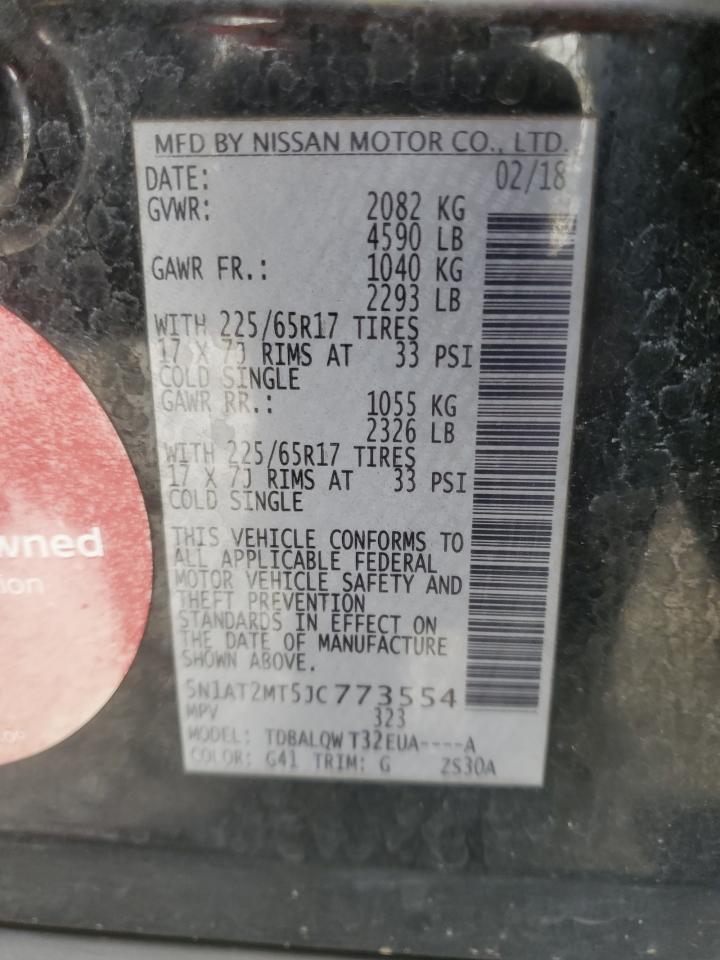 MFD BY NISSAN MOTOR CO., LTD.
DATE: 02/18
GVWR: 2082 KG
4590 LB
GAWR FR.: 1040 KG
2293 LB
WITH 225/65R17 TIRES
17 X 7J RIMS AT 33 PSI
COLD SINGLE
GAWR RR.: 1055 KG
2326 LB
WITH 225/65R17 TIRES
17 X 7J RIMS AT 33 PSI
COLD SINGLE
THIS VEHICLE CONFORMS TO
ALL APPLICABLE FEDERAL
MOTOR VEHICLE SAFETY AND
THEFT PREVENTION
STANDARDS IN EFFECT ON
THE DATE OF MANUFACTURE
SHOWN ABOVE.
5N1AT2MT5JC773554
MPV 323
MODEL: TDBALQW T32EUA----A
COLOR: G41 TRIM: G 2S30A
wned
ion